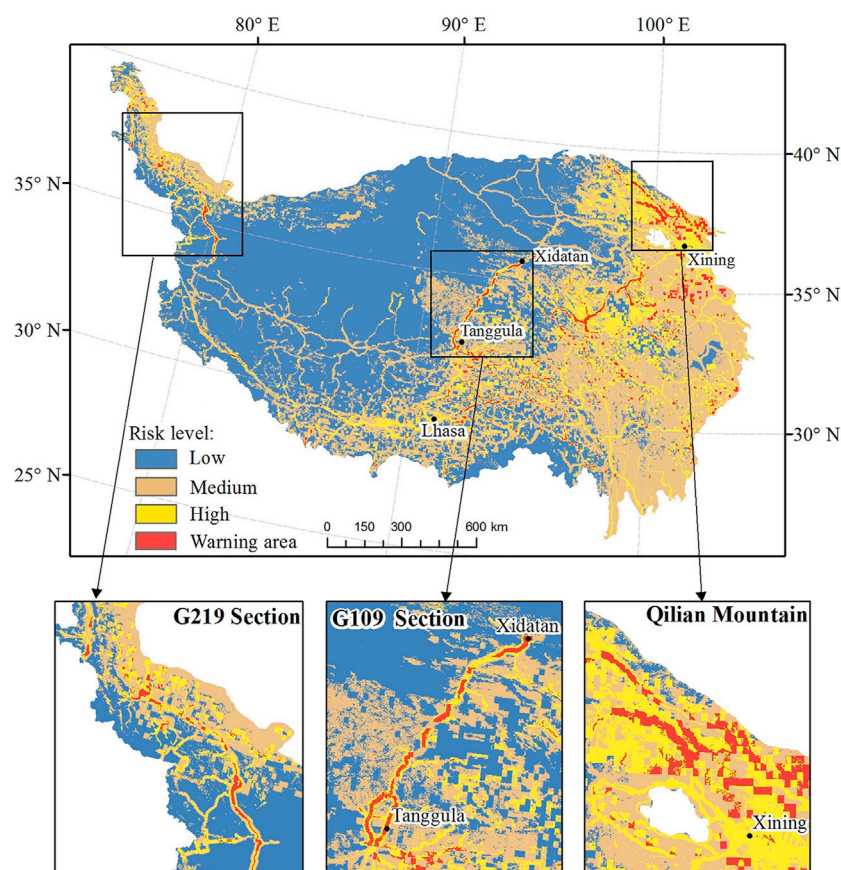 80° E 90° E 100° E
40° N
35° N
Xidatan
Xining
35° N
30° N
Tanggula
Lhasa
30° N
Risk level:
Low
25° N
Medium
High
Warning area
0 150 300 600 km
G219 Section
G109 Section
Xidatan
Tanggula
Qilian Mountain
Xining